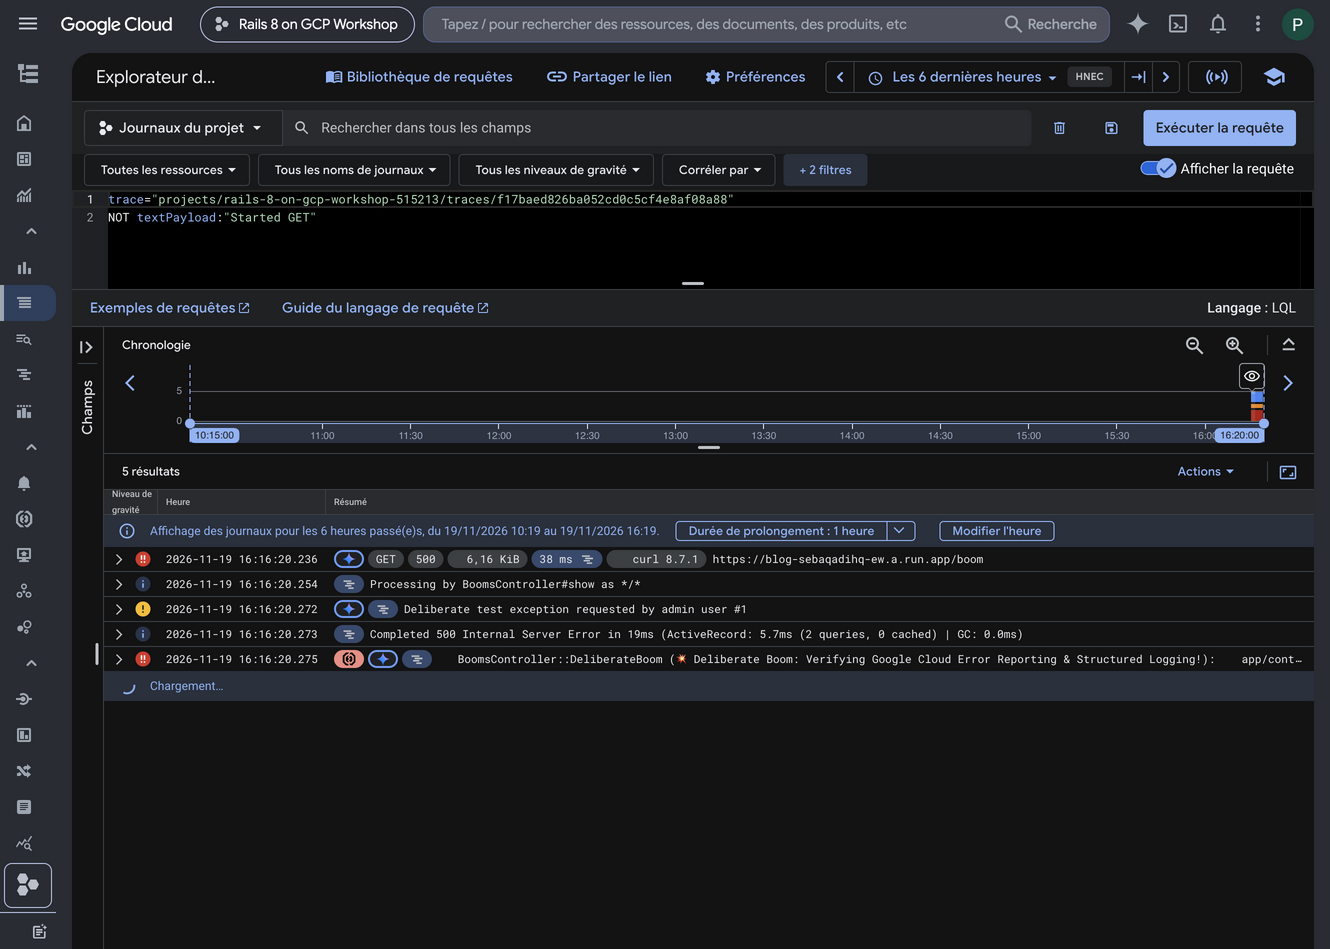 Google Cloud
Rails 8 on GCP Workshop
Tapez / pour rechercher des ressources, des documents, des produits, etc
Recherche
P
Explorateur d...
Bibliothèque de requêtes
Partager le lien
Préférences
Les 6 dernières heures
HNEC
Journaux du projet
Rechercher dans tous les champs
Exécuter la requête
Toutes les ressources
Tous les noms de journaux
Tous les niveaux de gravité
Corréler par
+ 2 filtres
Afficher la requête
1 trace="projects/rails-8-on-gcp-workshop-515213/traces/f17baed826ba052cd0c5cf4e8af08a88"
2 NOT textPayload:"Started GET"
Exemples de requêtes
Guide du langage de requête
Langage : LQL
Chronologie
Champs
5
0
10:15:00 11:00 11:30 12:00 12:30 13:00 13:30 14:00 14:30 15:00 15:30 16:00 16:20:00
5 résultats
Actions
Niveau de gravité
Heure
Résumé
Affichage des journaux pour les 6 heures passé(e)s, du 19/11/2026 10:19 au 19/11/2026 16:19.
Durée de prolongement : 1 heure
Modifier l'heure
2026-11-19 16:16:20.236 GET 500 6,16 KiB 38 ms curl 8.7.1 https://blog-sebaqadihq-ew.a.run.app/boom
2026-11-19 16:16:20.254 Processing by BoomsController#show as */*
2026-11-19 16:16:20.272 Deliberate test exception requested by admin user #1
2026-11-19 16:16:20.273 Completed 500 Internal Server Error in 19ms (ActiveRecord: 5.7ms (2 queries, 0 cached) | GC: 0.0ms)
2026-11-19 16:16:20.275 BoomsController::DeliberateBoom (💥 Deliberate Boom: Verifying Google Cloud Error Reporting & Structured Logging!): app/cont…
Chargement...